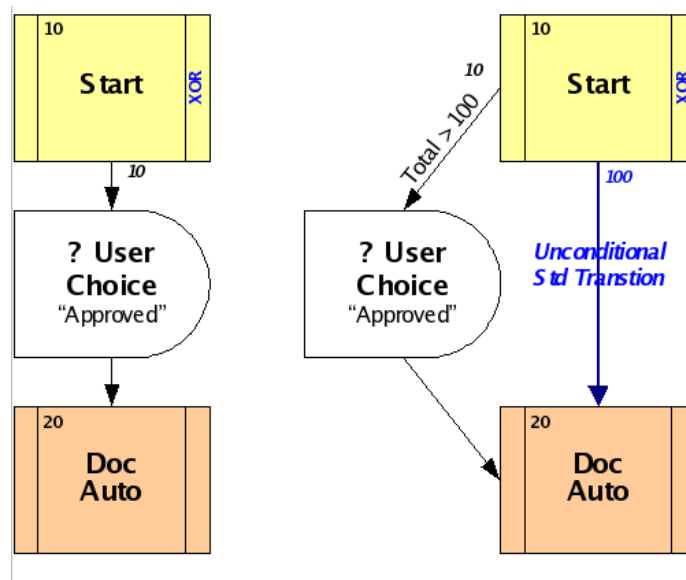 10
Start
XOR
10
? User
Choice
“Approved”
20
Doc
Auto
10
Start
XOR
10
Total > 100
100
? User
Choice
“Approved”
Unconditional
Std Transtion
20
Doc
Auto